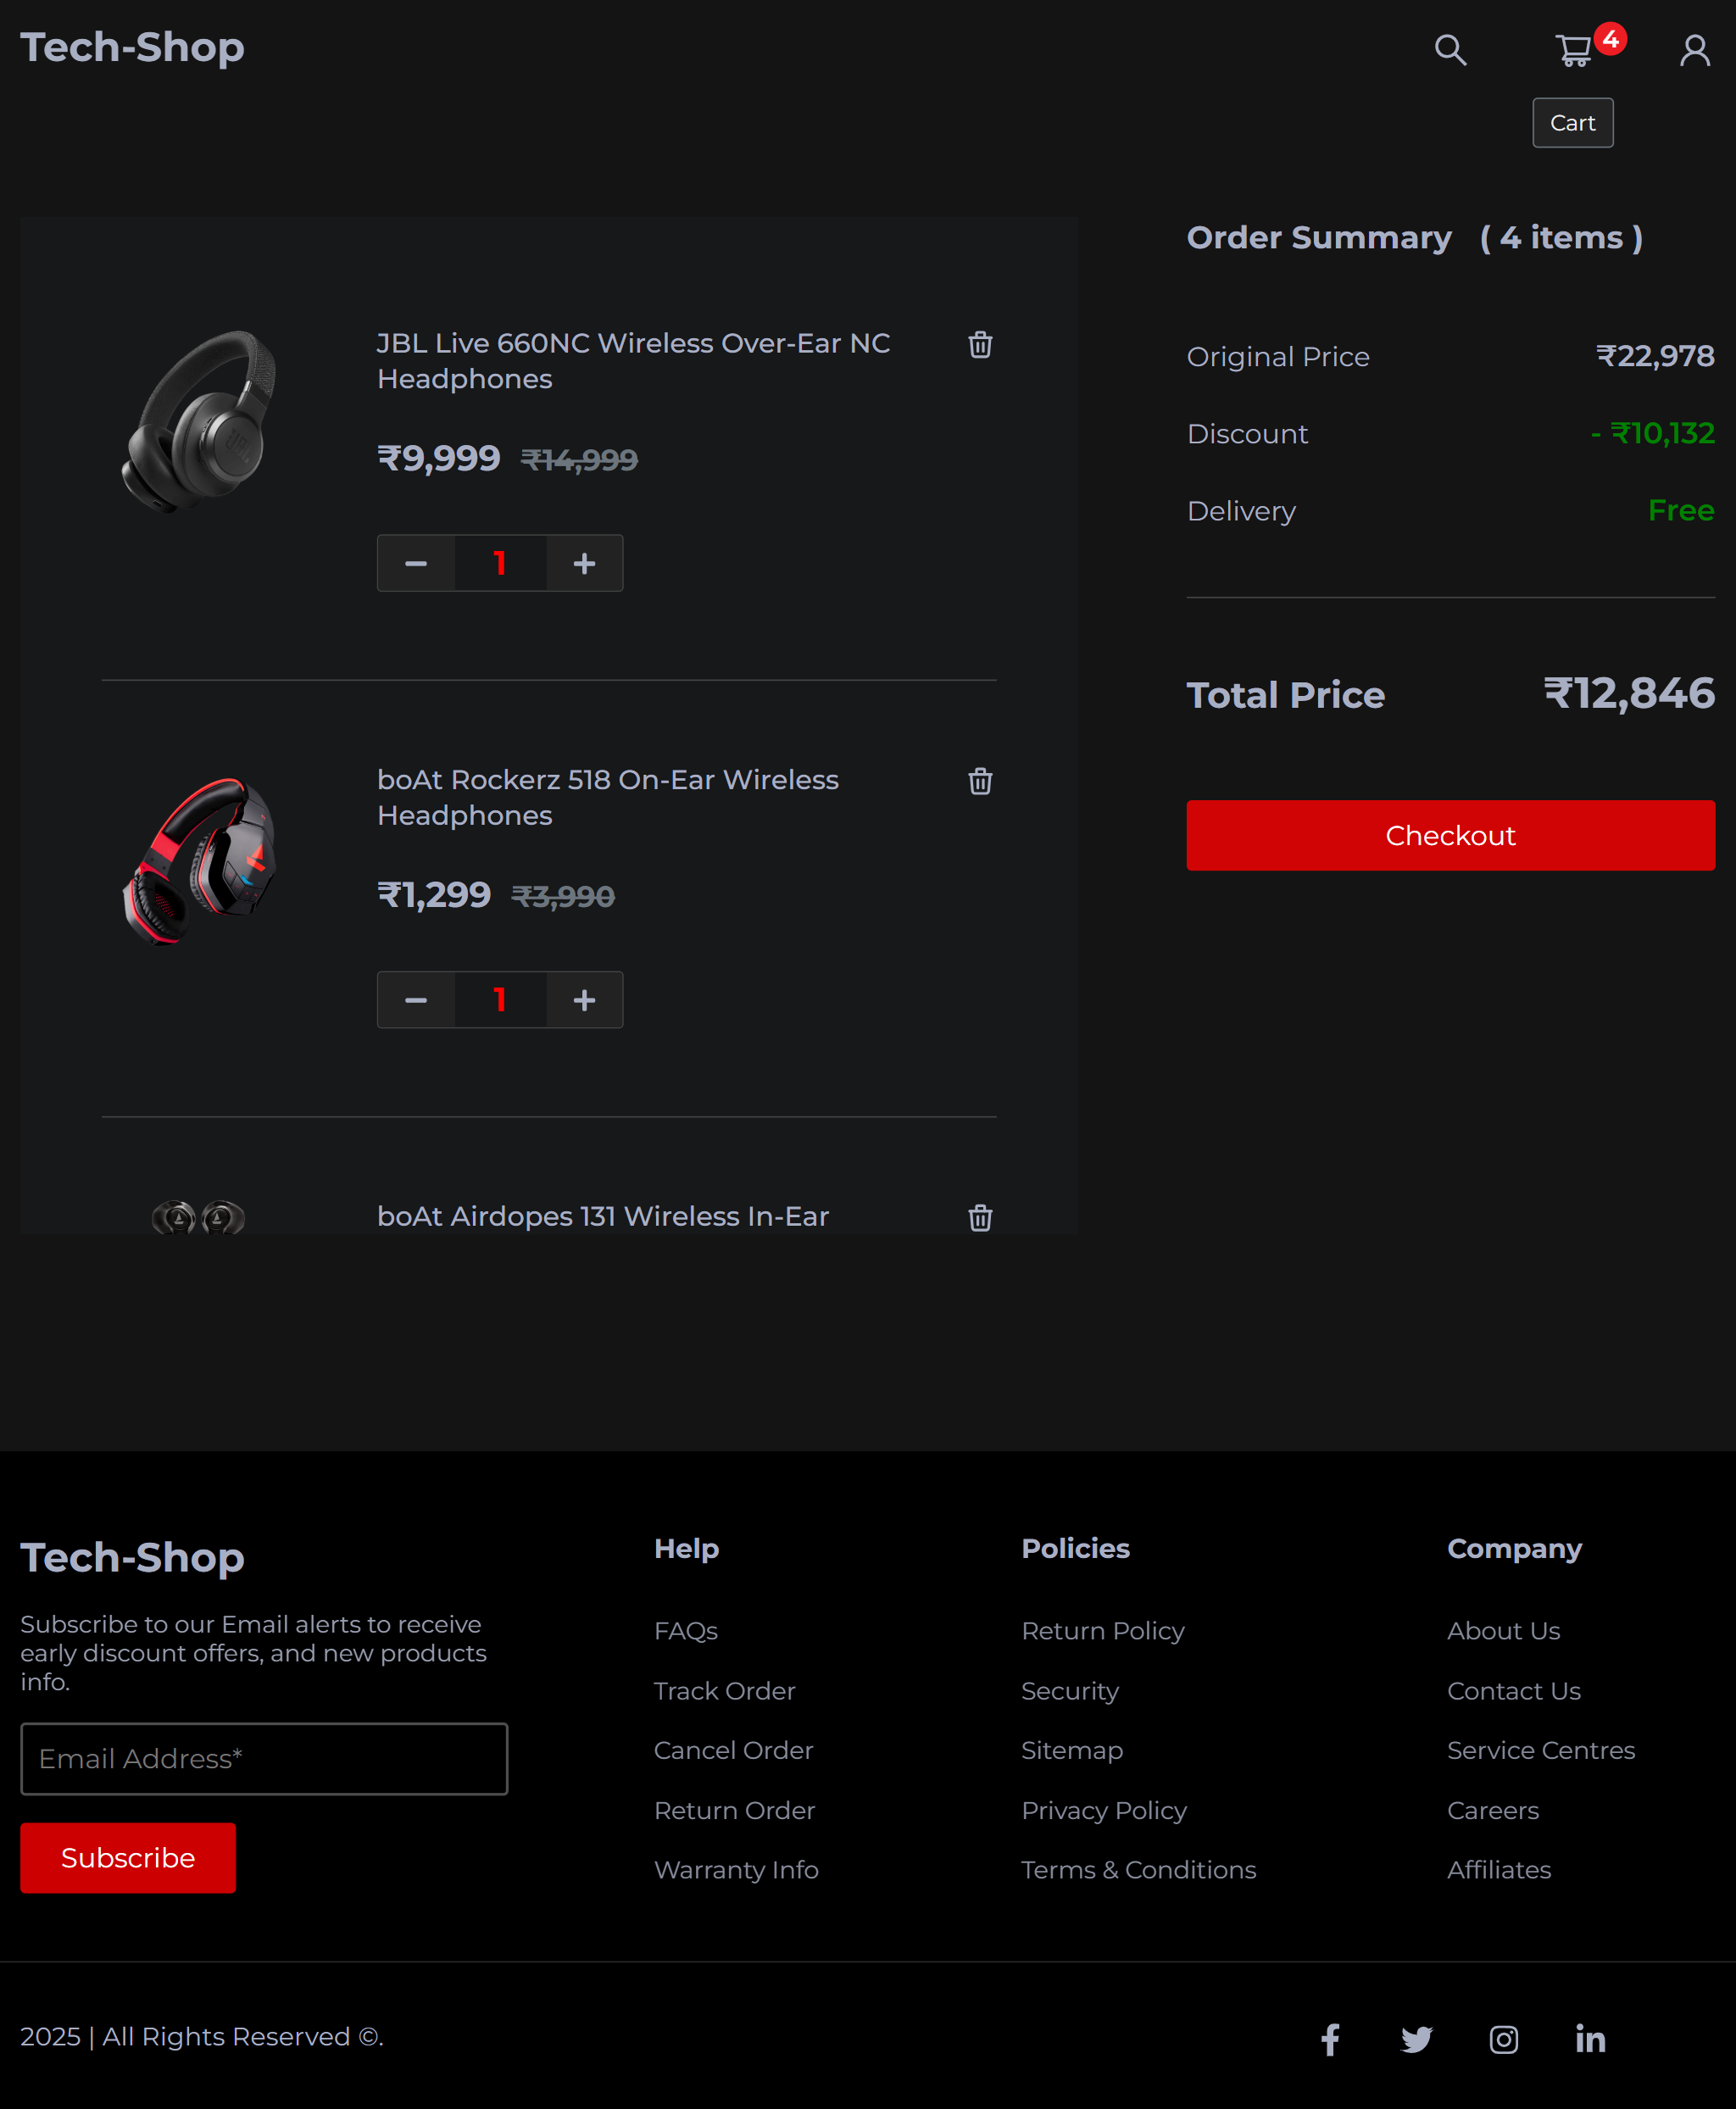 Tech-Shop
4
Cart
JBL Live 660NC Wireless Over-Ear NC
Headphones
₹9,999 ₹14,999
1
boAt Rockerz 518 On-Ear Wireless
Headphones
₹1,299 ₹3,990
1
boAt Airdopes 131 Wireless In-Ear
Order Summary ( 4 items )
Original Price ₹22,978
Discount - ₹10,132
Delivery Free
Total Price ₹12,846
Checkout
Tech-Shop
Subscribe to our Email alerts to receive
early discount offers, and new products
info.
Email Address*
Subscribe
Help
FAQs
Track Order
Cancel Order
Return Order
Warranty Info
Policies
Return Policy
Security
Sitemap
Privacy Policy
Terms & Conditions
Company
About Us
Contact Us
Service Centres
Careers
Affiliates
2025 | All Rights Reserved ©.